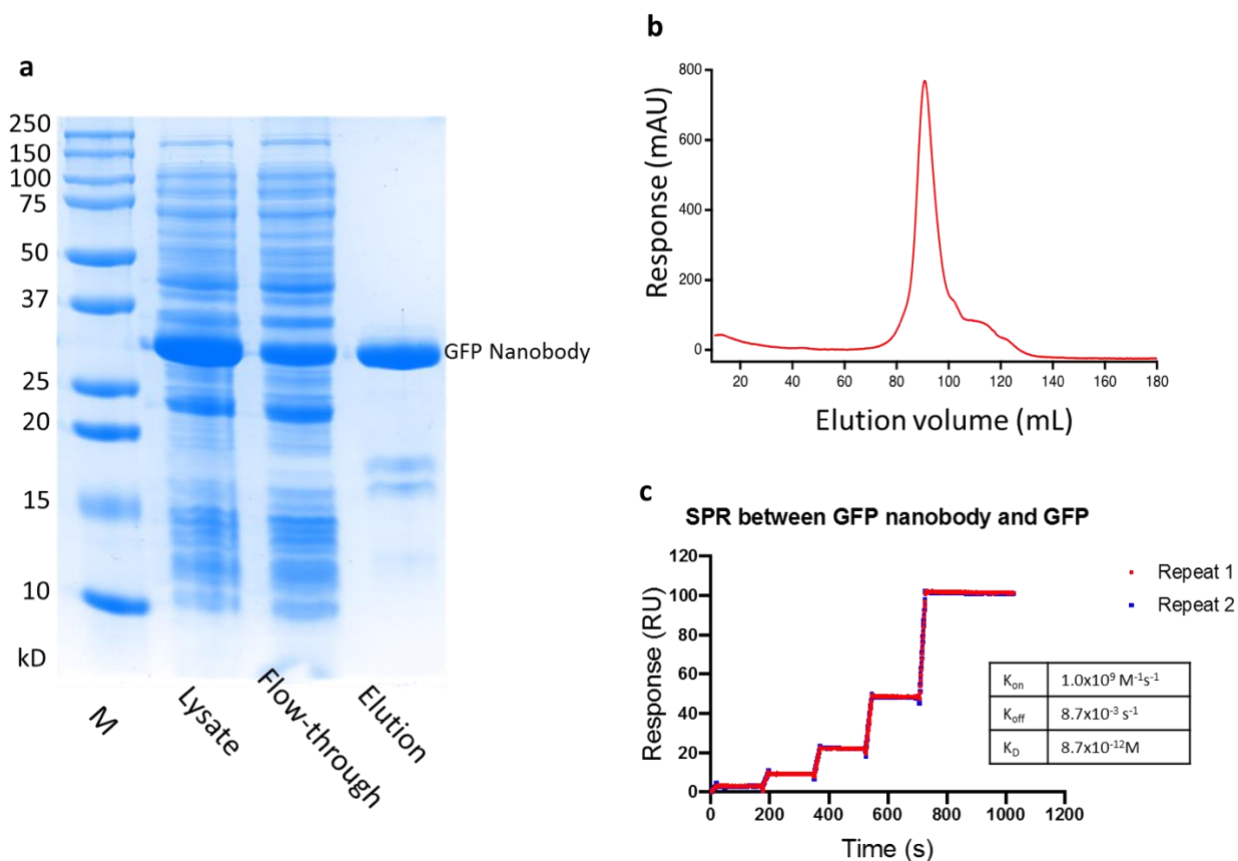 a
250
150
100
75
50
37
25
20
15
10
kD
GFP Nanobody
M
Lysate
Flow-through
Elution
b
800
600
400
200
0
Response (mAU)
20 40 60 80 100 120 140 160 180
Elution volume (mL)
c
SPR between GFP nanobody and GFP
120
100
80
60
40
20
0
Response (RU)
0 200 400 600 800 1000 1200
Time (s)
Repeat 1
Repeat 2
Kon 1.0x10⁹ M⁻¹s⁻¹
Koff 8.7x10⁻³ s⁻¹
KD 8.7x10⁻¹²M